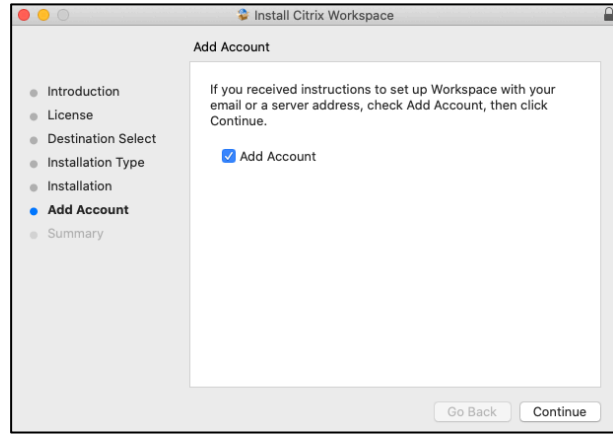 Install Citrix Workspace
Add Account
Introduction
License
Destination Select
Installation Type
Installation
Add Account
Summary
If you received instructions to set up Workspace with your
email or a server address, check Add Account, then click
Continue.
Add Account
Go Back
Continue